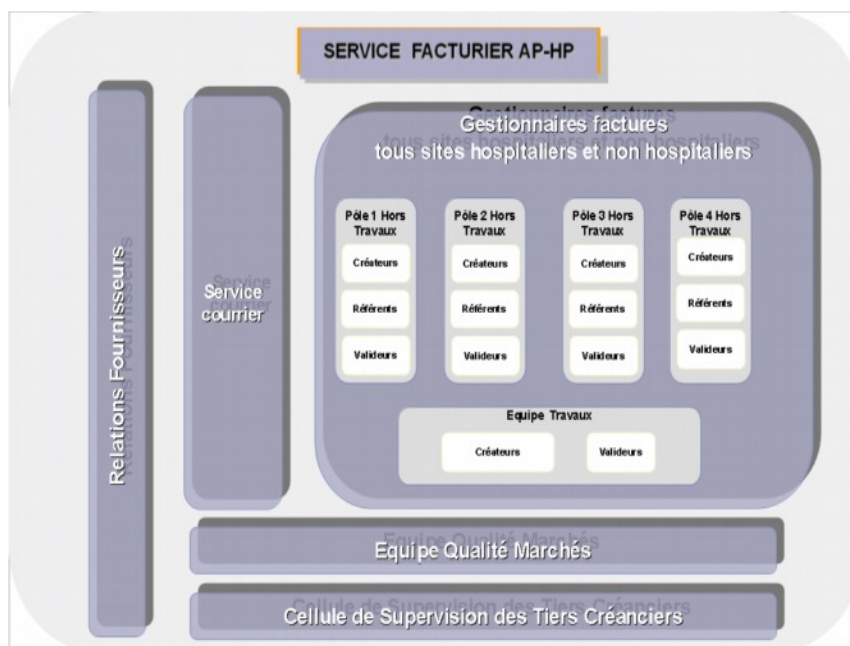 SERVICE FACTURIER AP-HP
Relations Fournisseurs
Service
courrier
Gestionnaires factures
tous sites hospitaliers et non hospitaliers
Pôle 1 Hors
Travaux
Créateurs
Référents
Valideurs
Pôle 2 Hors
Travaux
Créateurs
Référents
Valideurs
Pôle 3 Hors
Travaux
Créateurs
Référents
Valideurs
Pôle 4 Hors
Travaux
Créateurs
Référents
Valideurs
Equipe Travaux
Créateurs
Valideurs
Equipe Qualité Marchés
Cellule de Supervision des Tiers Créanciers